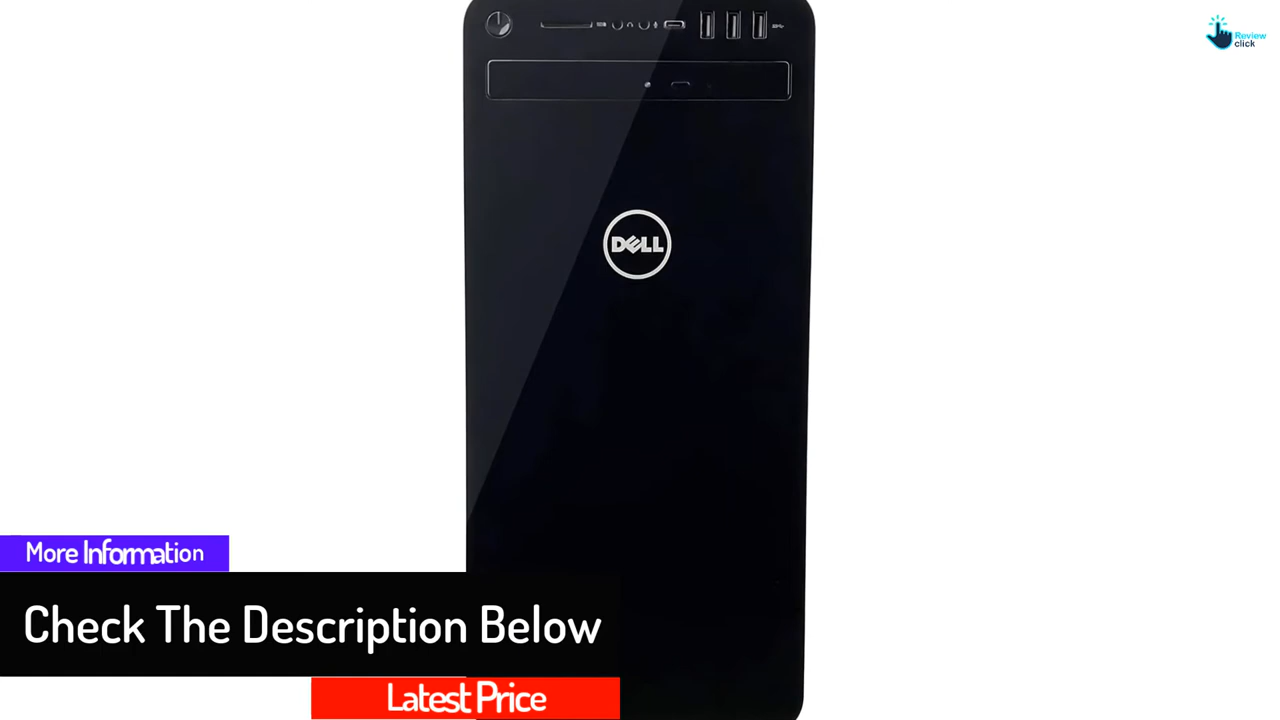 Review
click
DELL
More Information
Check The Description Below
Latest Price